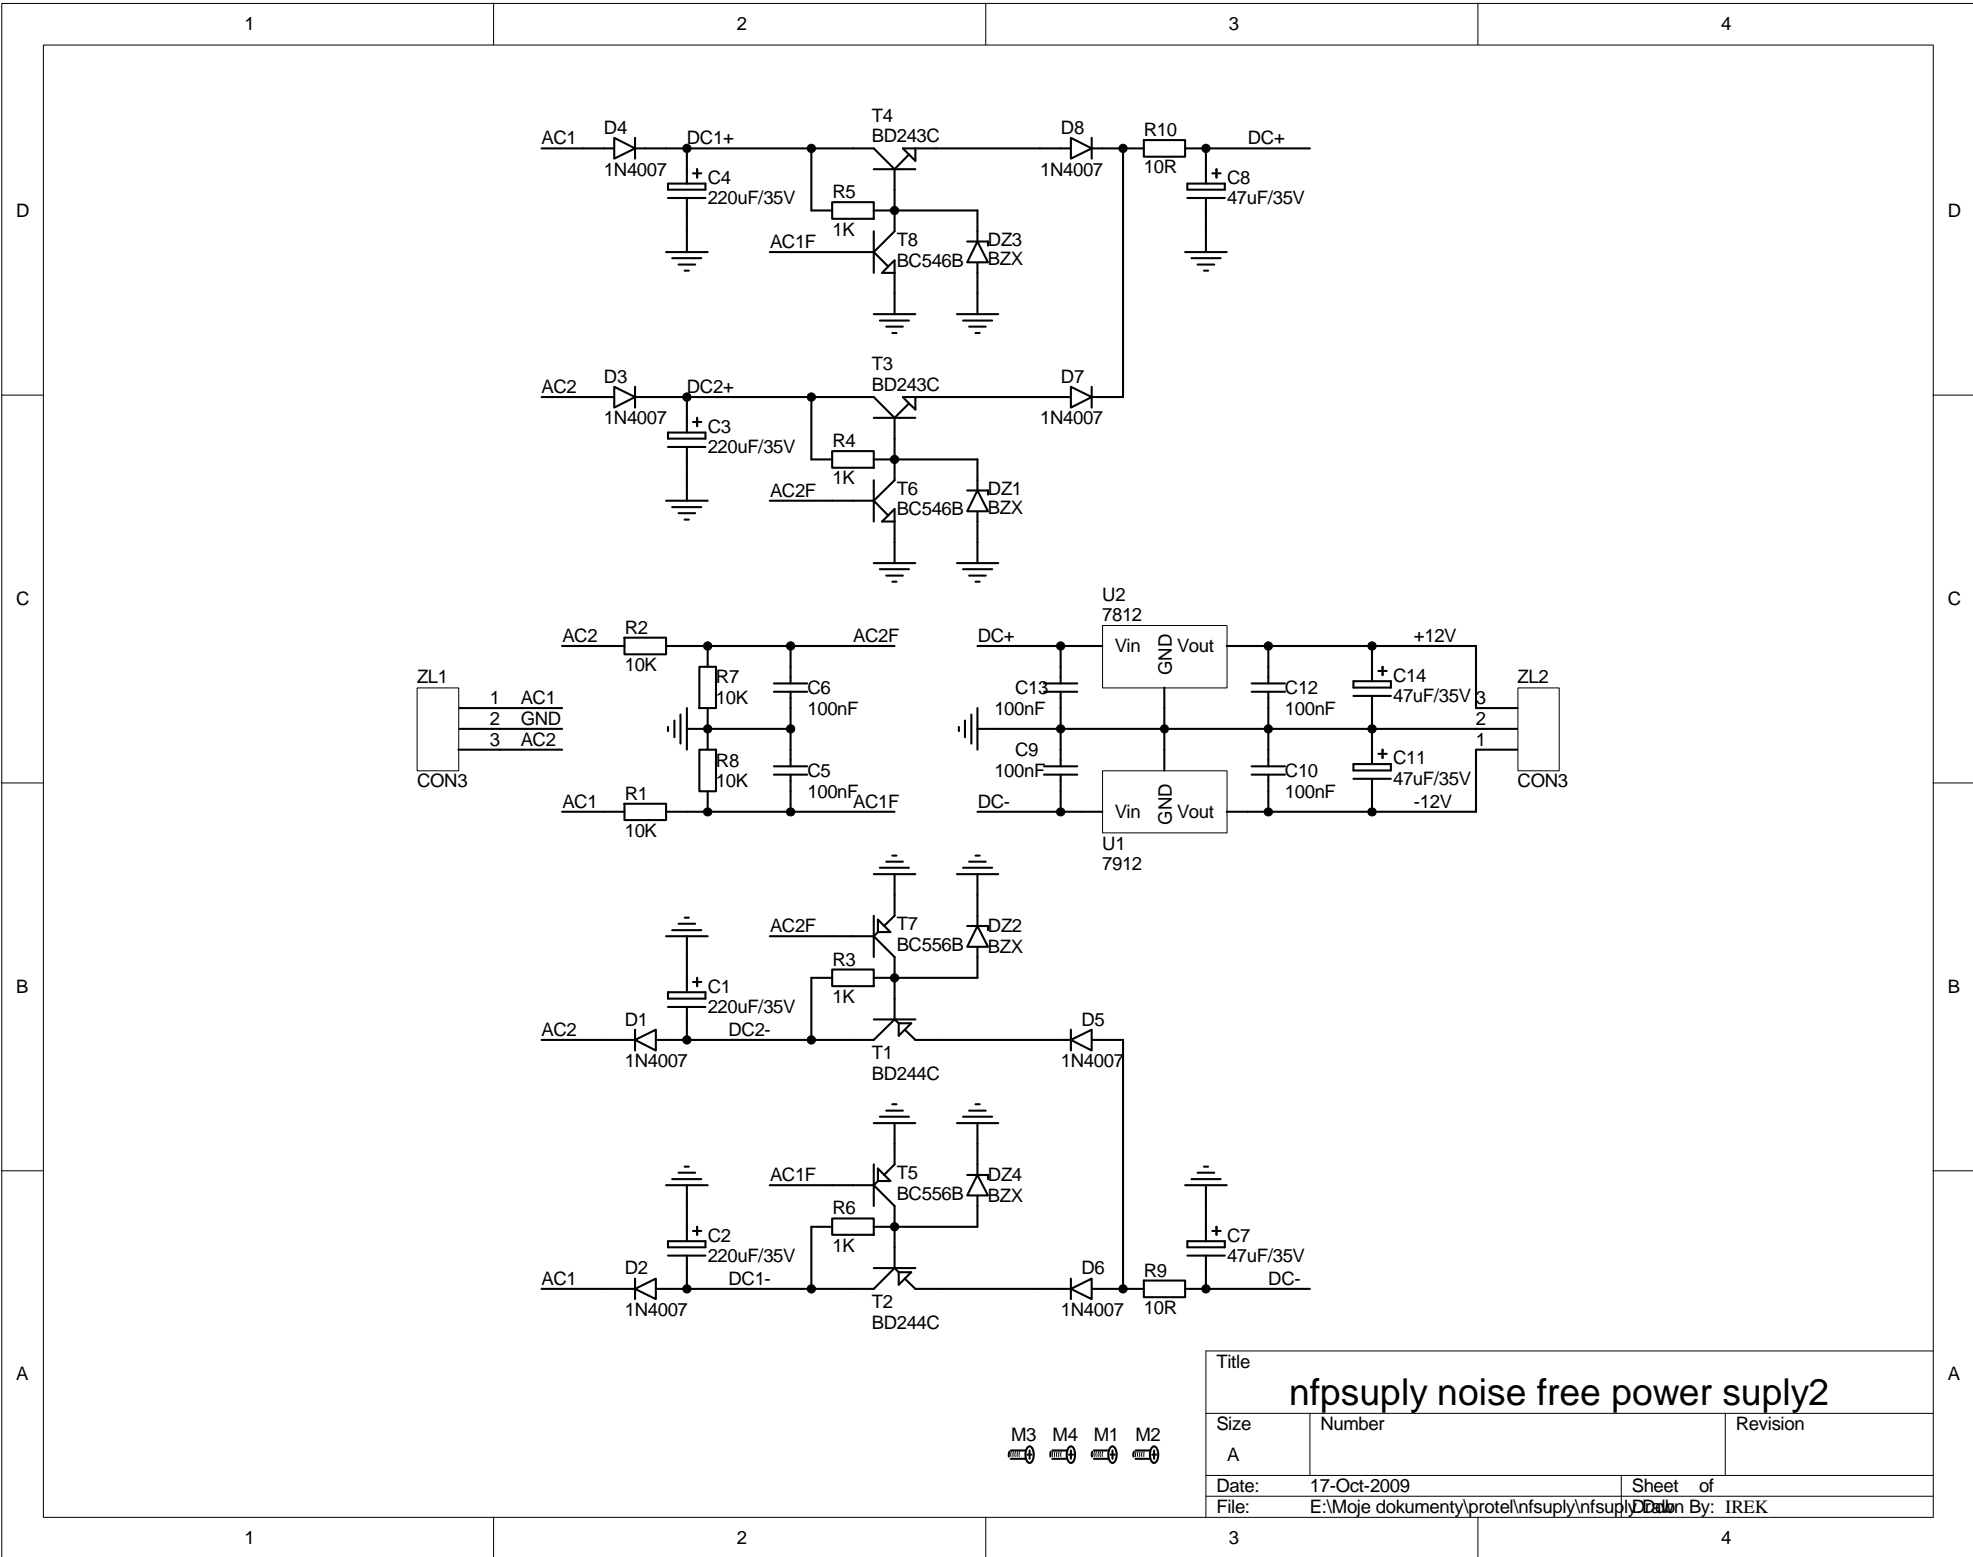 1 2 3 4
D D
C C
B B
A A
1 2 3 4
T4
BD243C
AC1 D4 DC1+ D8 R10 DC+
1N4007 1N4007 10R
+ C4
220uF/35V
R5
1K
+ C8
47uF/35V
AC1F T8
BC546B
DZ3
BZX
T3
BD243C
AC2 D3 DC2+ D7
1N4007 1N4007
+ C3
220uF/35V
R4
1K
AC2F T6
BC546B
DZ1
BZX
AC2 R2 AC2F
10K
R7
10K
C6
100nF
R8
10K
C5
100nF
AC1 R1 AC1F
10K
ZL1
1 AC1
2 GND
3 AC2
CON3
U2
7812
DC+ Vin GND Vout +12V
C13
100nF
C12
100nF
+ C14
47uF/35V
ZL2
3
2
1
CON3
C9
100nF
C10
100nF
+ C11
47uF/35V
DC- Vin GND Vout -12V
U1
7912
AC2F T7
BC556B
DZ2
BZX
R3
1K
+ C1
220uF/35V
AC2 D1 DC2- D5
1N4007 1N4007
T1
BD244C
AC1F T5
BC556B
DZ4
BZX
R6
1K
+ C2
220uF/35V
+ C7
47uF/35V
AC1 D2 DC1- D6 R9 DC-
1N4007 1N4007 10R
T2
BD244C
M3 M4 M1 M2
Title
nfpsuply noise free power suply2
Size Number Revision
A
Date: 17-Oct-2009 Sheet of
File: E:\Moje dokumenty\protel\nfsuply\nfsuply By: IREK